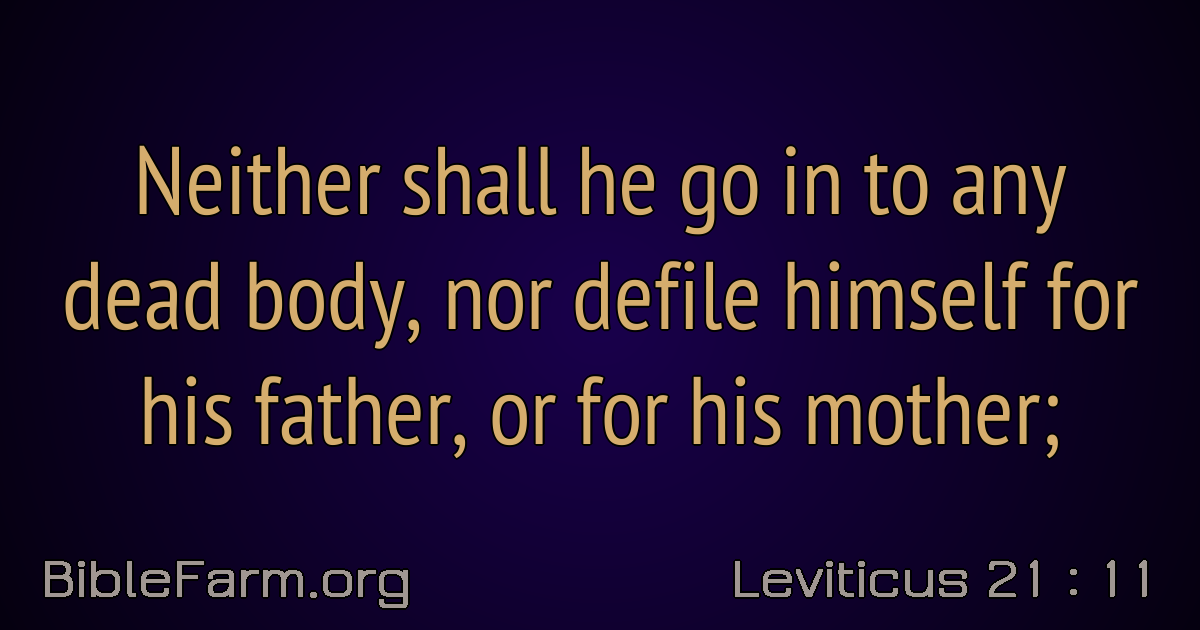 Neither shall he go in to any
dead body, nor defile himself for
his father, or for his mother;
BibleFarm.org
Leviticus 21 : 11